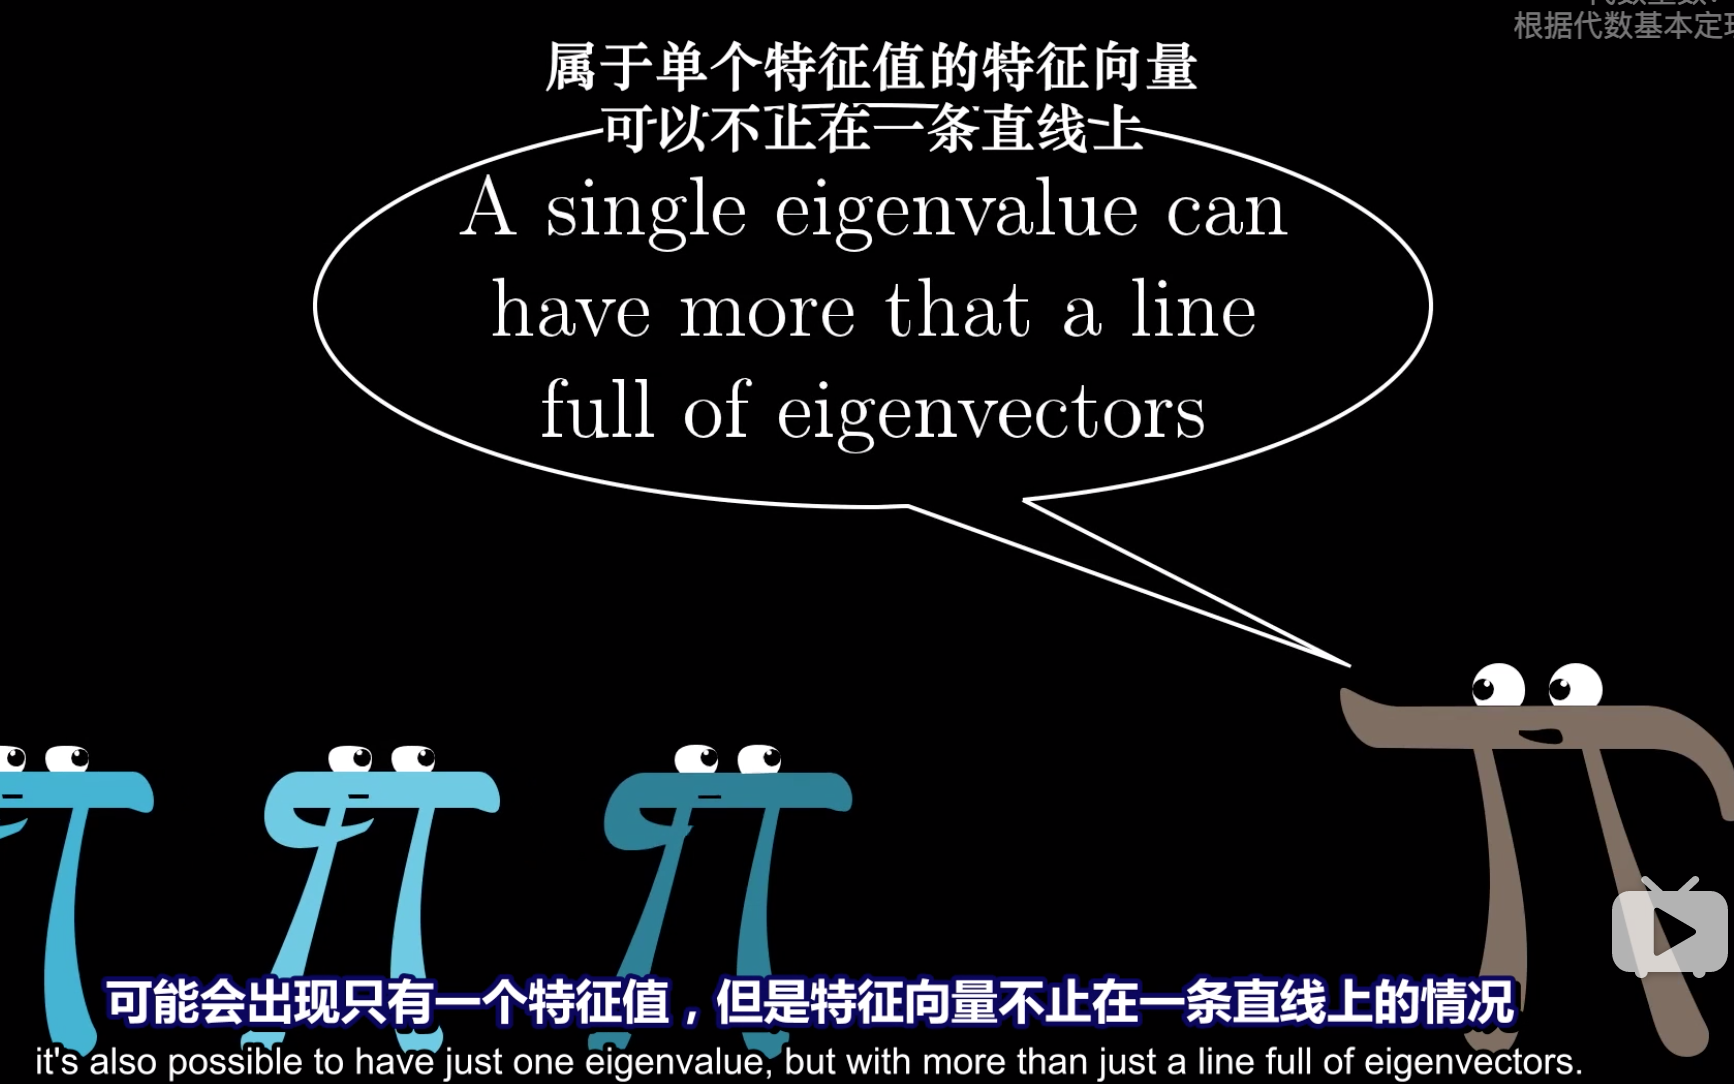 根据代数基本定
属于单个特征值的特征向量
可以不止在一条直线上
A single eigenvalue can
have more that a line
full of eigenvectors
可能会出现只有一个特征值，但是特征向量不止在一条直线上的情况
it's also possible to have just one eigenvalue, but with more than just a line full of eigenvectors.